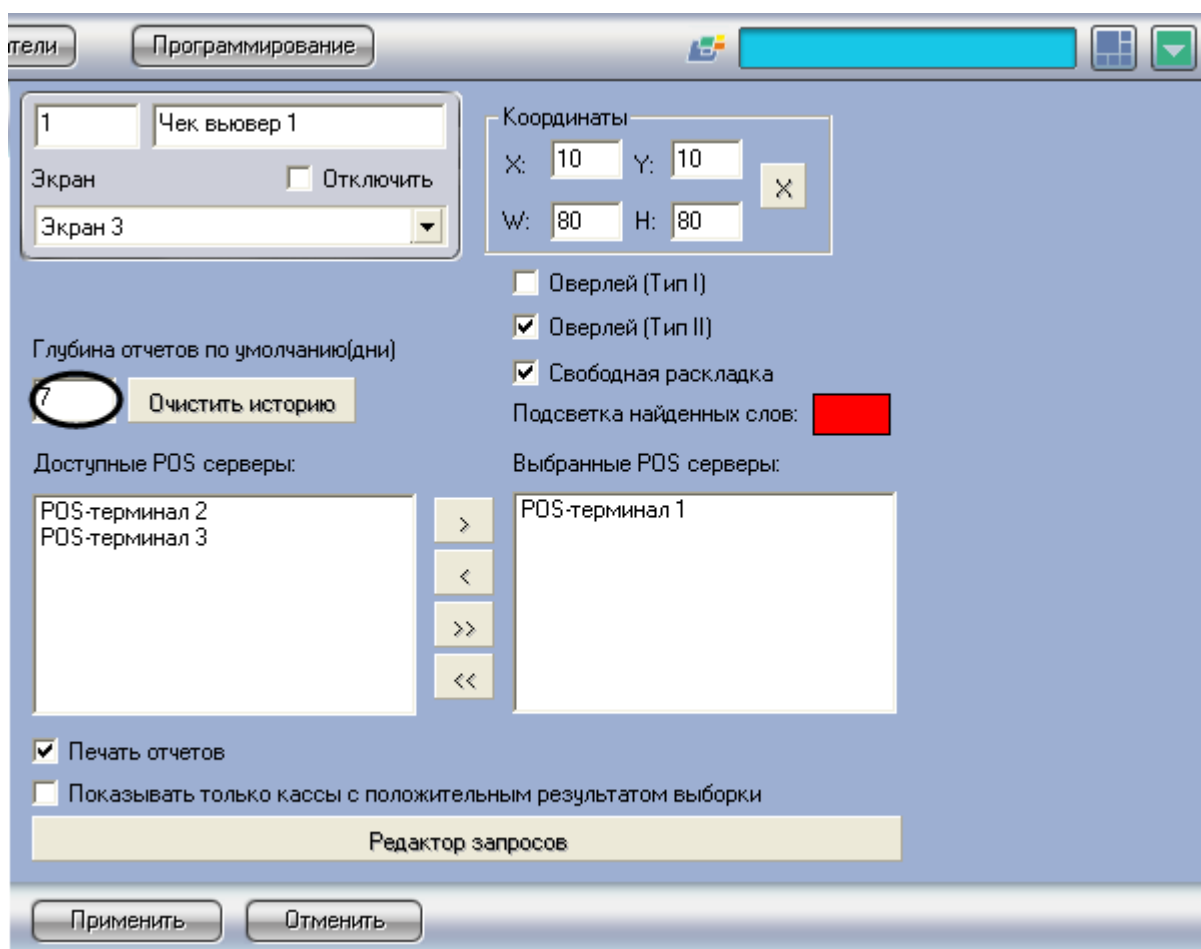 тели Программирование
1 Чек вьювер 1
Экран Отключить
Экран 3
Координаты
X: 10 Y: 10
X
W: 80 H: 80
Оверлей (Тип I)
Оверлей (Тип II)
Свободная раскладка
Подсветка найденных слов:
Глубина отчетов по умолчанию(дни)
7 Очистить историю
Доступные POS серверы:
POS-терминал 2
POS-терминал 3
>
<
>>
<<
Выбранные POS серверы:
POS-терминал 1
Печать отчетов
Показывать только кассы с положительным результатом выборки
Редактор запросов
Применить Отменить